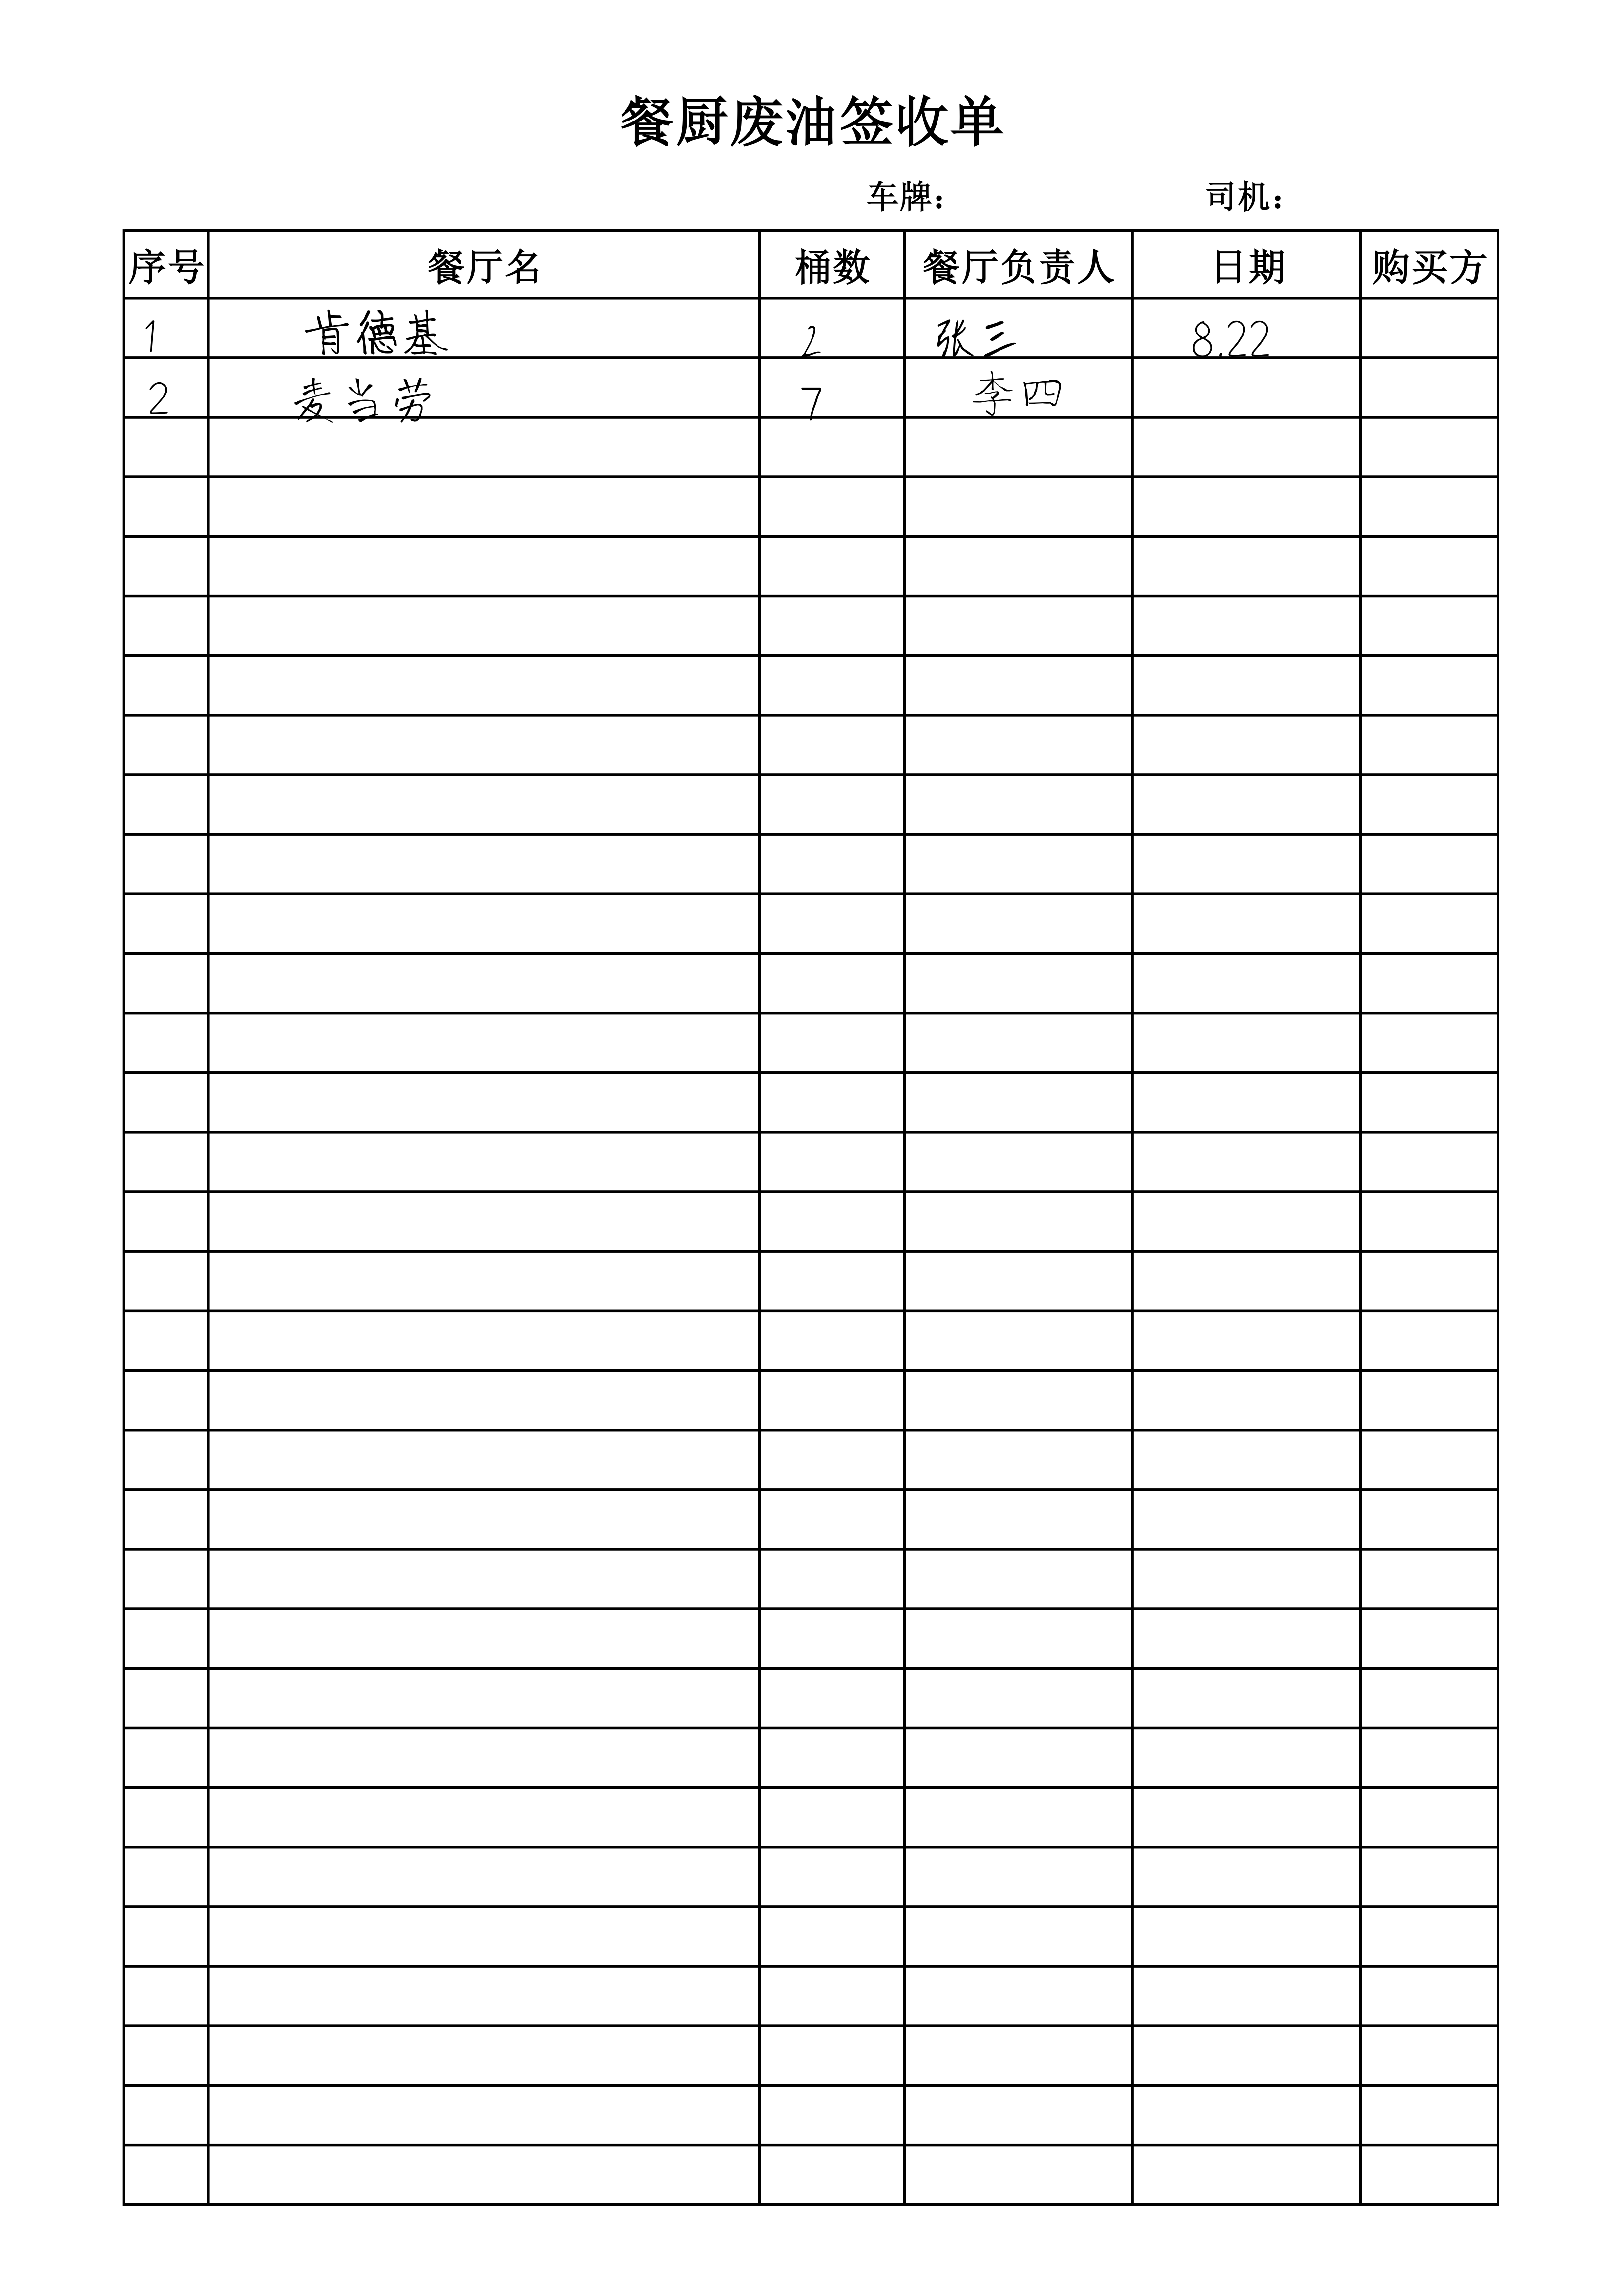 餐厨废油签收单
车牌： 司机：
序号 餐厅名 桶数 餐厅负责人 日期 购买方
1 肯德基 2 张三 8.22
2 麦当劳 7 李四